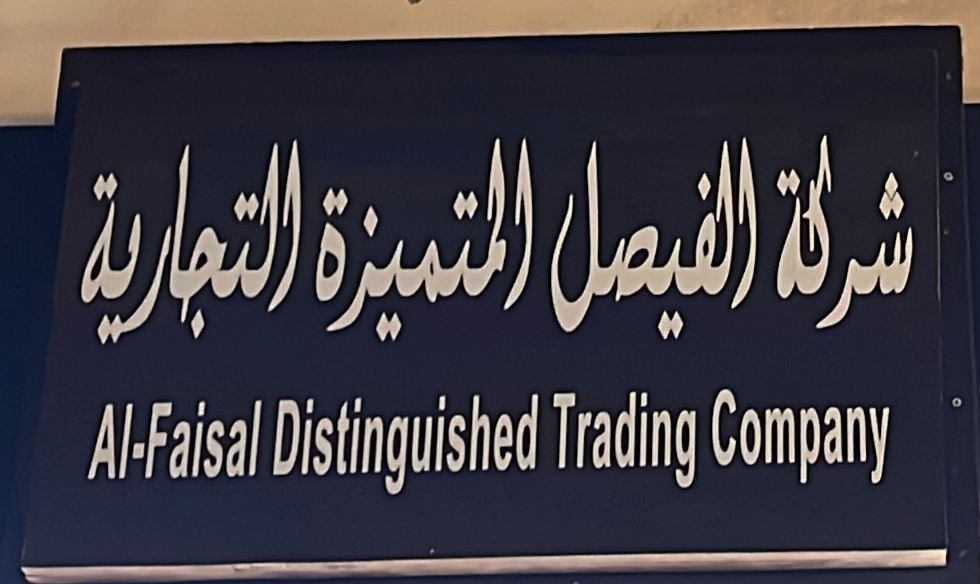 شركة الفيصل المتميزة التجارية
Al-Faisal Distinguished Trading Company